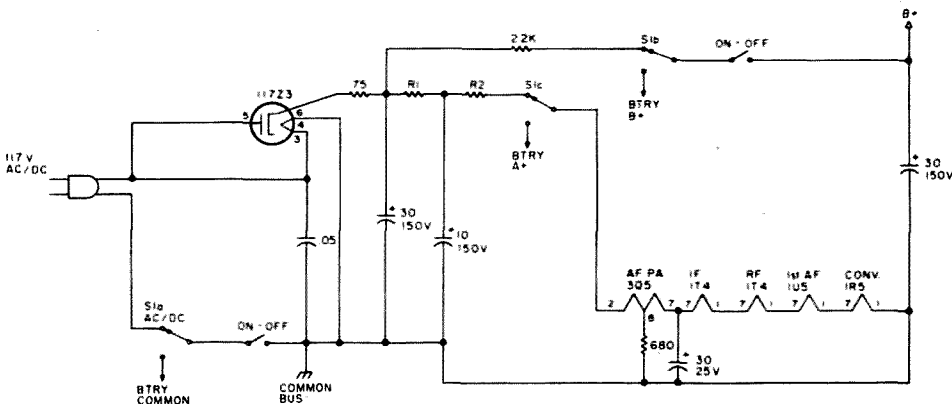 B+
22K
S1b
ON-OFF
BTRY
B+
117Z3
75
R1
R2
S1c
5
6
4
3
BTRY
A+
117 V
AC/DC
30
150V
.05
30
150V
10
150V
AF PA
3Q5
IF
1T4
RF
1T4
1st AF
1U5
CONV.
1R5
2
7
7
1
7
1
7
1
7
1
8
680
30
25V
S1a
AC/DC
ON-OFF
BTRY
COMMON
COMMON
BUS